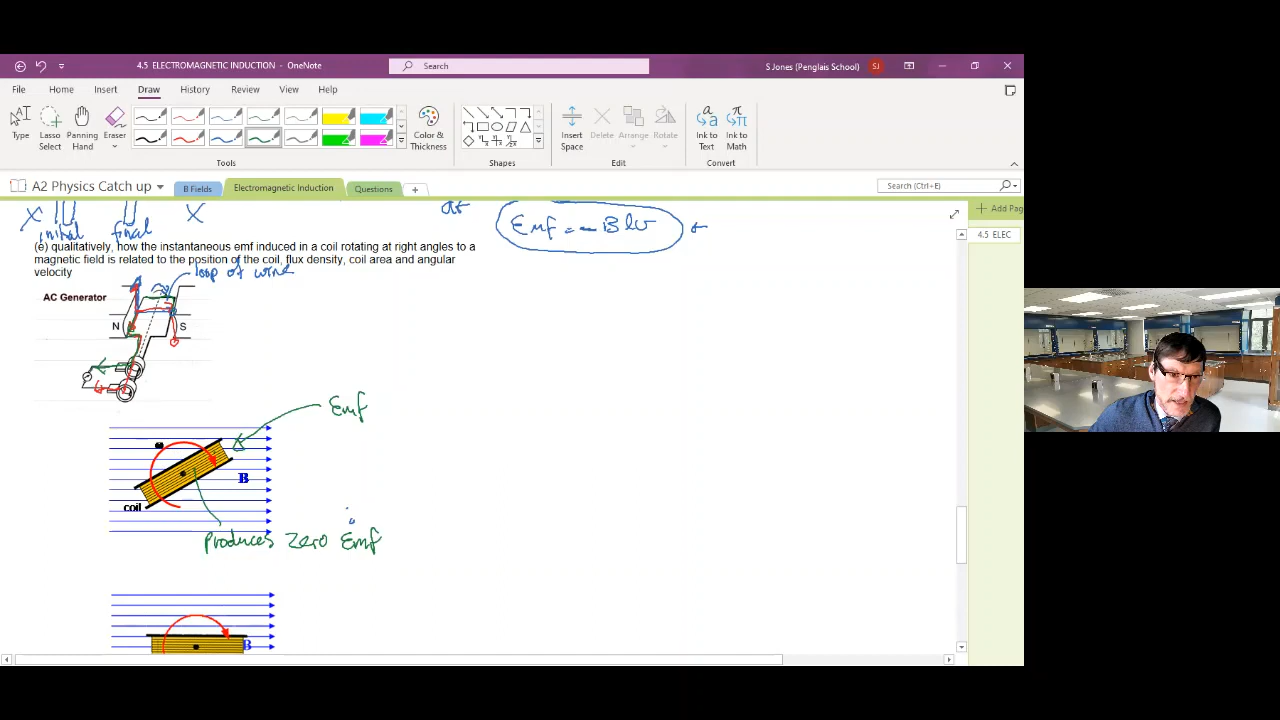 4.5 ELECTROMAGNETIC INDUCTION - OneNote
Search
S Jones (Penglais School)
SJ
File Home Insert Draw History Review View Help
Type
Lasso Select
Panning Hand
Eraser
Color & Thickness
Insert Space
Delete
Arrange
Rotate
Ink to Text
Ink to Math
Tools
Shapes
Edit
Convert
A2 Physics Catch up
B Fields
Electromagnetic Induction
Questions
+
Search (Ctrl+E)
Add Pag
4.5 ELEC
X
X
initial
final
dt
Emf = - Blv
(e) qualitatively, how the instantaneous emf induced in a coil rotating at right angles to a
magnetic field is related to the position of the coil, flux density, coil area and angular
velocity
loop of wire
AC Generator
N
S
Emf
ω
B
coil
Produces Zero Emf
B